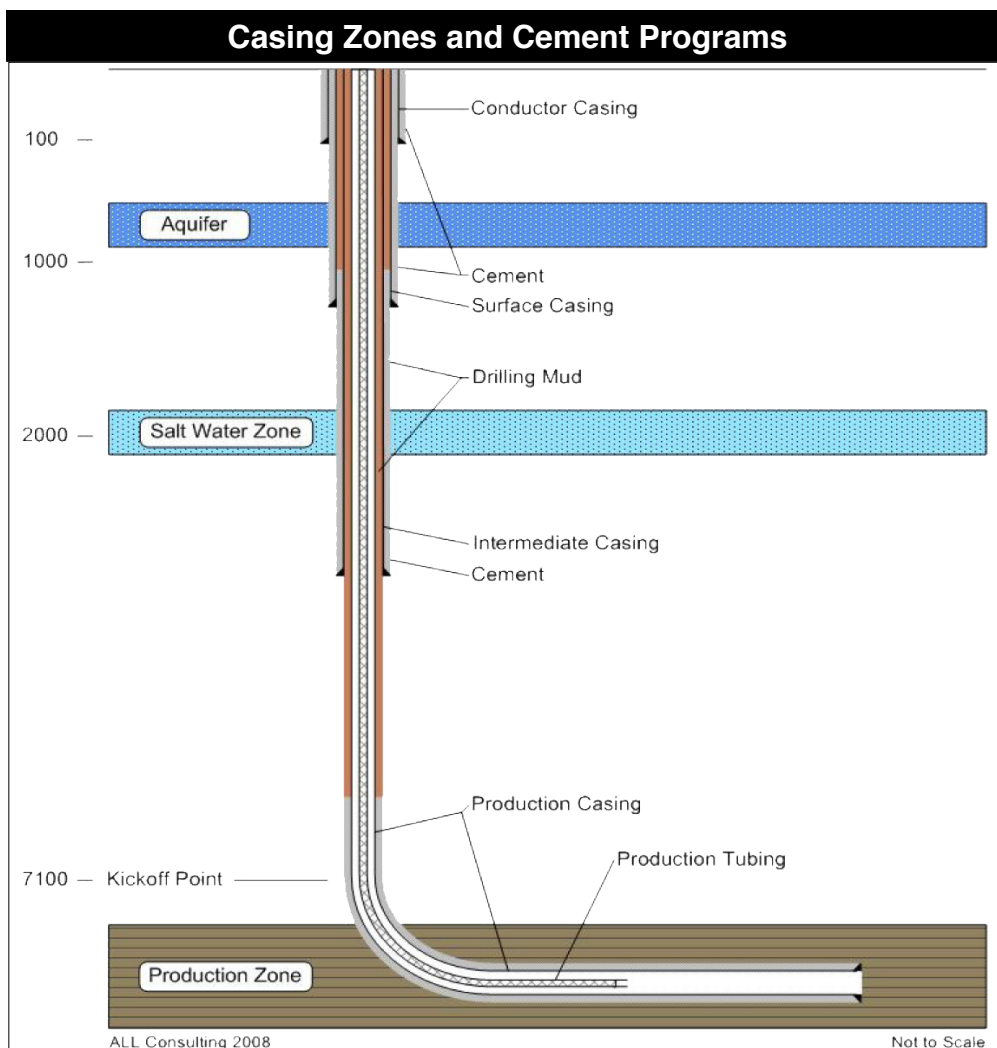 Casing Zones and Cement Programs
Conductor Casing
100
Aquifer
1000
Cement
Surface Casing
Drilling Mud
2000
Salt Water Zone
Intermediate Casing
Cement
Production Casing
Production Tubing
7100
Kickoff Point
Production Zone
ALL Consulting 2008
Not to Scale